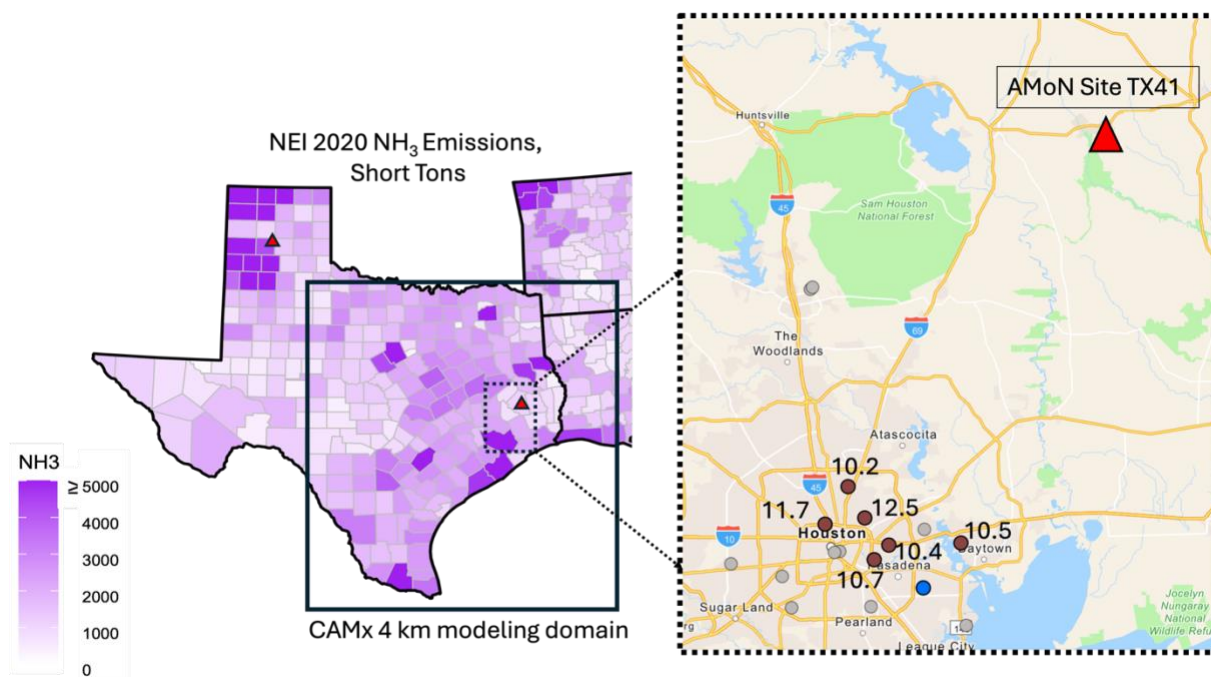 NEI 2020 NH₃ Emissions,
Short Tons
NH3
≥ 5000
4000
3000
2000
1000
0
CAMx 4 km modeling domain
AMoN Site TX41
Huntsville
45
Sam Houston
National Forest
69
The
Woodlands
Atascocita
10.2
45
11.7
12.5
Houston
10
10.5
10.4
Baytown
10.7
Pasadena
Sugar Land
Pearland
rg
14
League City
Jocelyn
Nungaray
National
Wildlife Refu